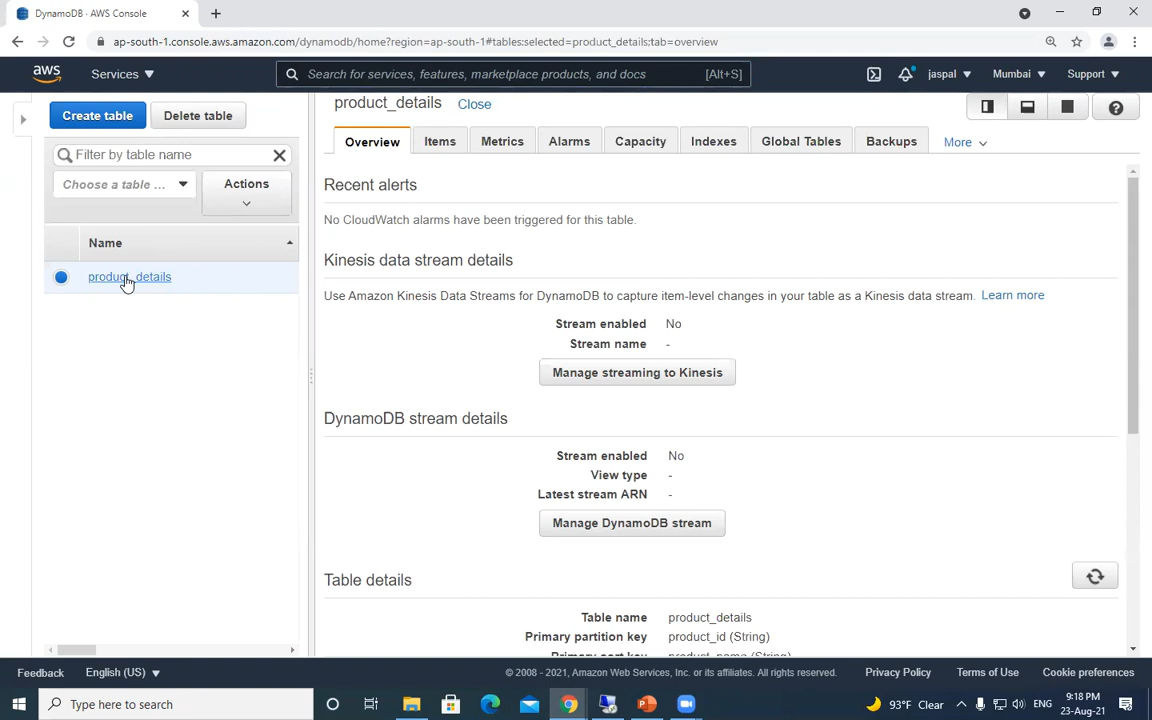 DynamoDB · AWS Console
ap-south-1.console.aws.amazon.com/dynamodb/home?region=ap-south-1#tables:selected=product_details;tab=overview
aws Services Search for services, features, marketplace products, and docs [Alt+S] jaspal Mumbai Support
Create table Delete table
Filter by table name
Choose a table ... Actions
Name
product_details
product_details Close
Overview Items Metrics Alarms Capacity Indexes Global Tables Backups More
Recent alerts
No CloudWatch alarms have been triggered for this table.
Kinesis data stream details
Use Amazon Kinesis Data Streams for DynamoDB to capture item-level changes in your table as a Kinesis data stream. Learn more
Stream enabled No
Stream name -
Manage streaming to Kinesis
DynamoDB stream details
Stream enabled No
View type -
Latest stream ARN -
Manage DynamoDB stream
Table details
Table name product_details
Primary partition key product_id (String)
Primary sort key product_name (String)
Feedback English (US) © 2008 - 2021, Amazon Web Services, Inc. or its affiliates. All rights reserved. Privacy Policy Terms of Use Cookie preferences
Type here to search 93°F Clear ENG 9:18 PM
23-Aug-21